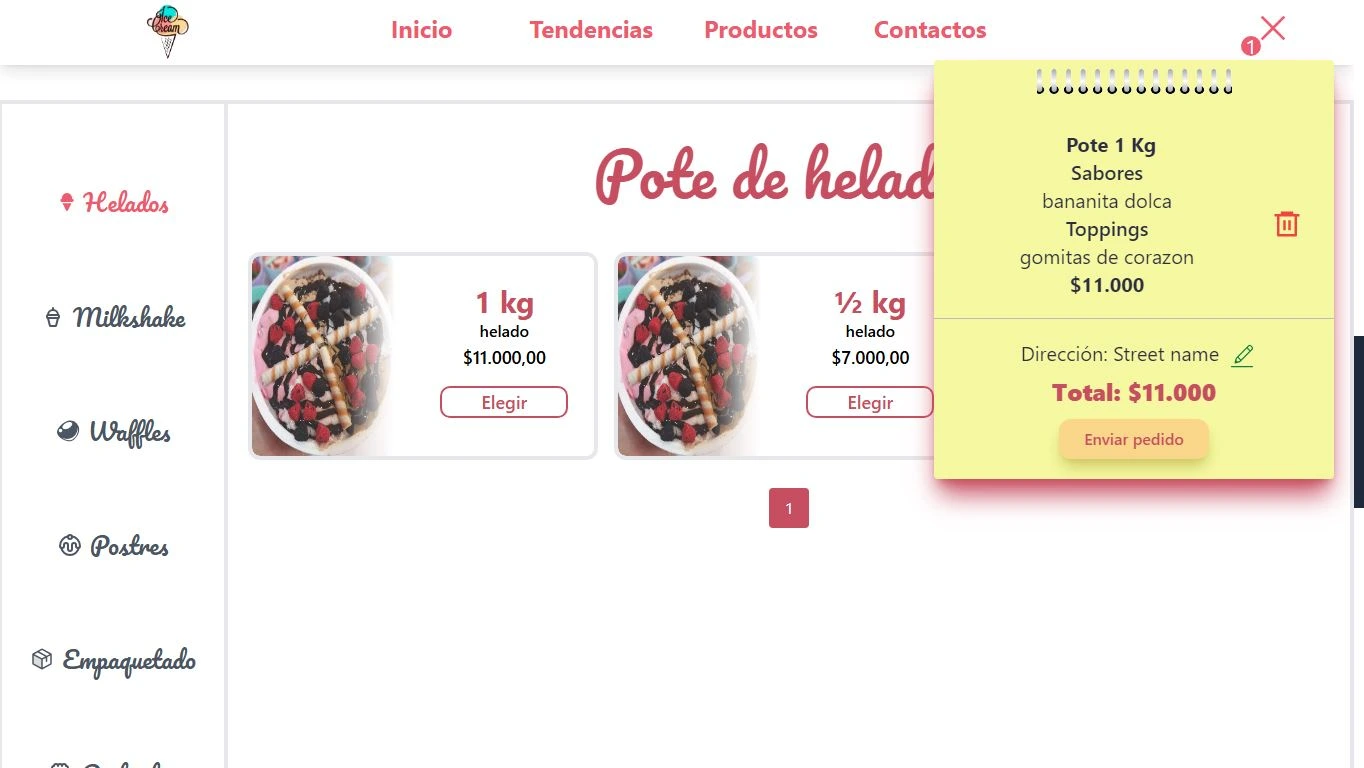 Ice
Cream
Inicio
Tendencias
Productos
Contactos
1
Helados
Milkshake
Waffles
Postres
Empaquetado
Pote de helad
1 kg
helado
$11.000,00
Elegir
½ kg
helado
$7.000,00
Elegir
1
Pote 1 Kg
Sabores
bananita dolca
Toppings
gomitas de corazon
$11.000
Dirección: Street name
Total: $11.000
Enviar pedido